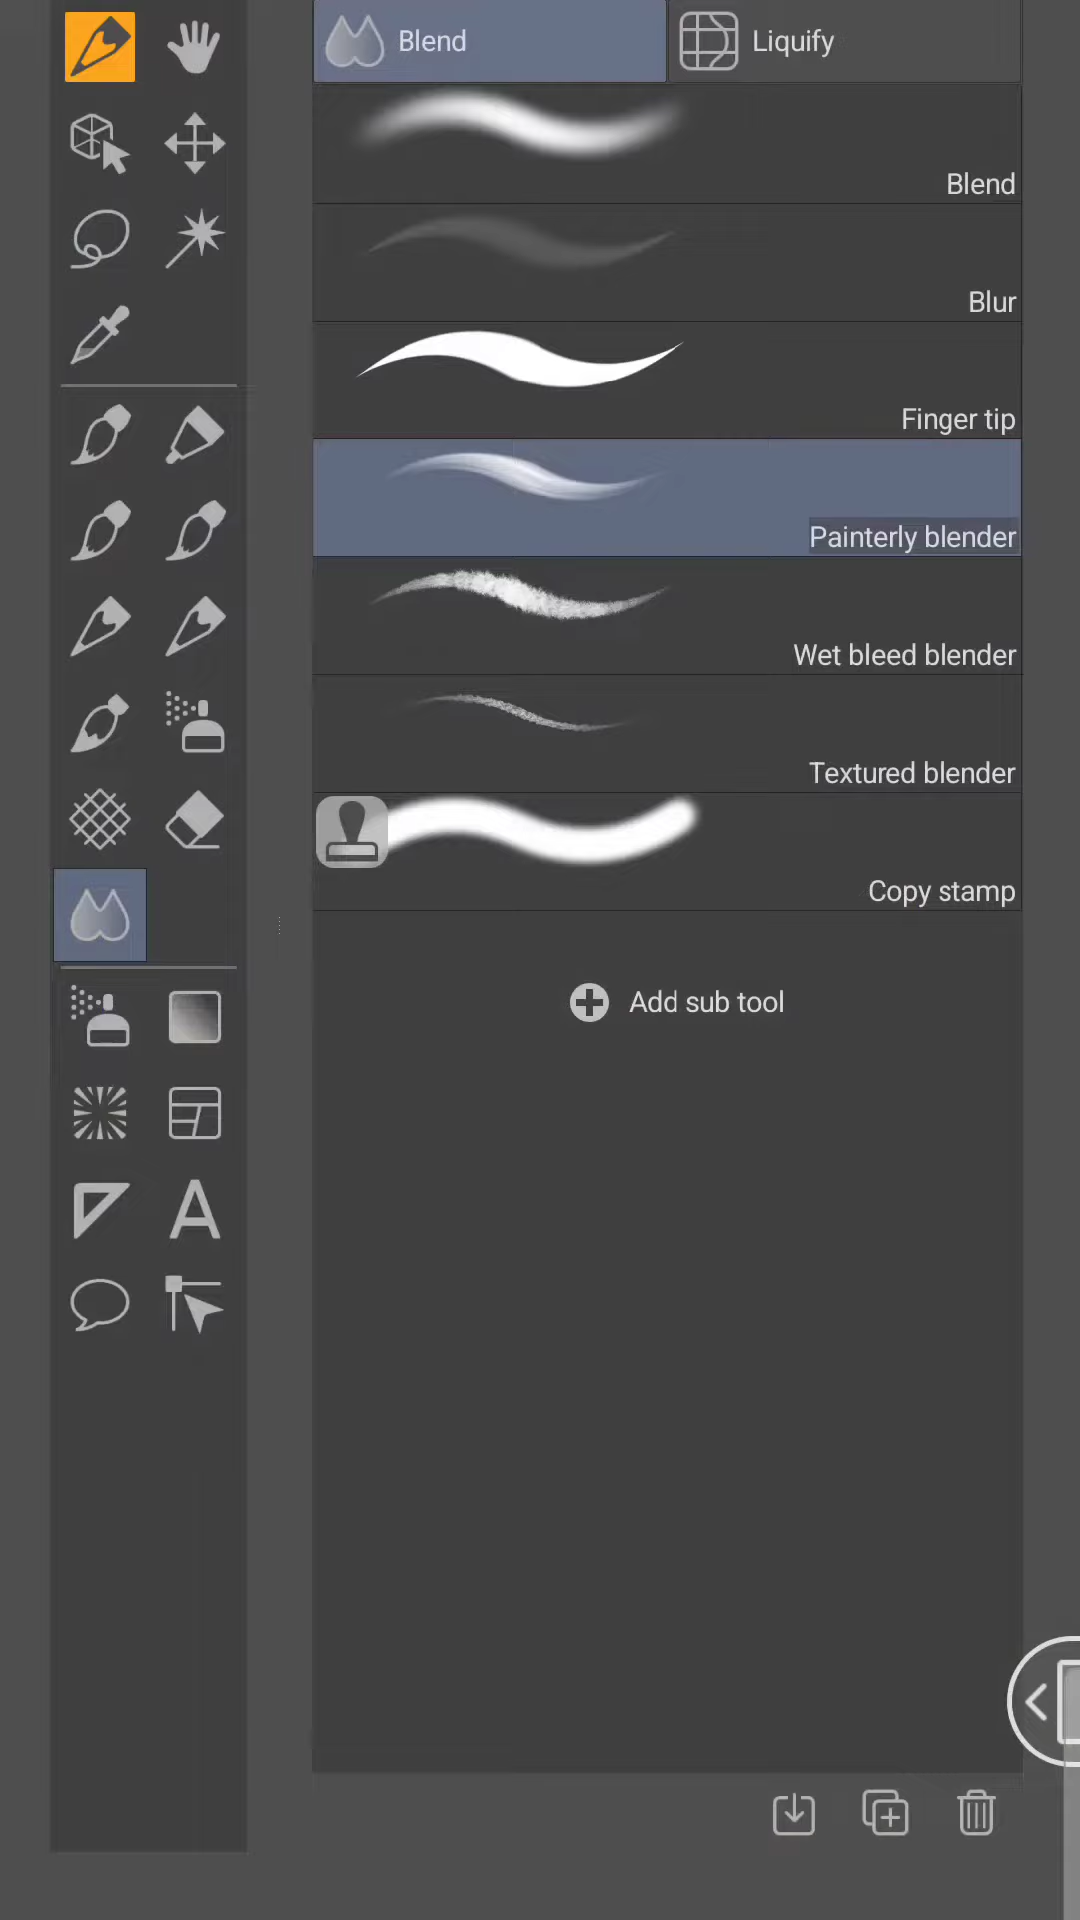 Blend
Liquify
Blend
Blur
Finger tip
Painterly blender
Wet bleed blender
Textured blender
Copy stamp
Add sub tool